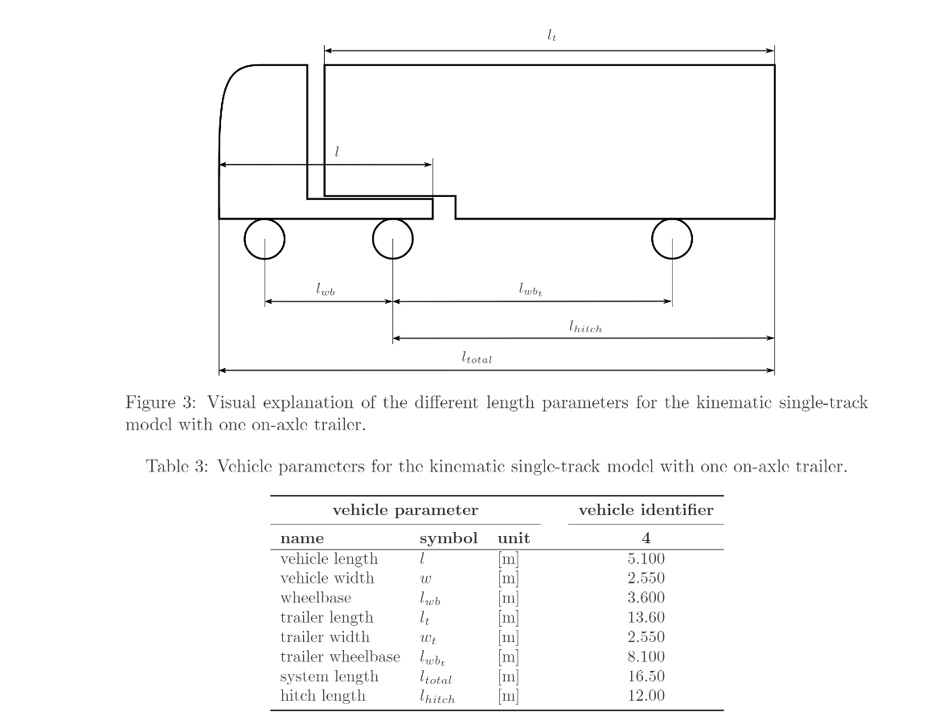 l_t
l
l_wb
l_wb_t
l_hitch
l_total
Figure 3: Visual explanation of the different length parameters for the kinematic single-track
model with one on-axle trailer.
Table 3: Vehicle parameters for the kinematic single-track model with one on-axle trailer.
vehicle parameter vehicle identifier
name symbol unit 4
vehicle length l [m] 5.100
vehicle width w [m] 2.550
wheelbase l_wb [m] 3.600
trailer length l_t [m] 13.60
trailer width w_t [m] 2.550
trailer wheelbase l_wb_t [m] 8.100
system length l_total [m] 16.50
hitch length l_hitch [m] 12.00